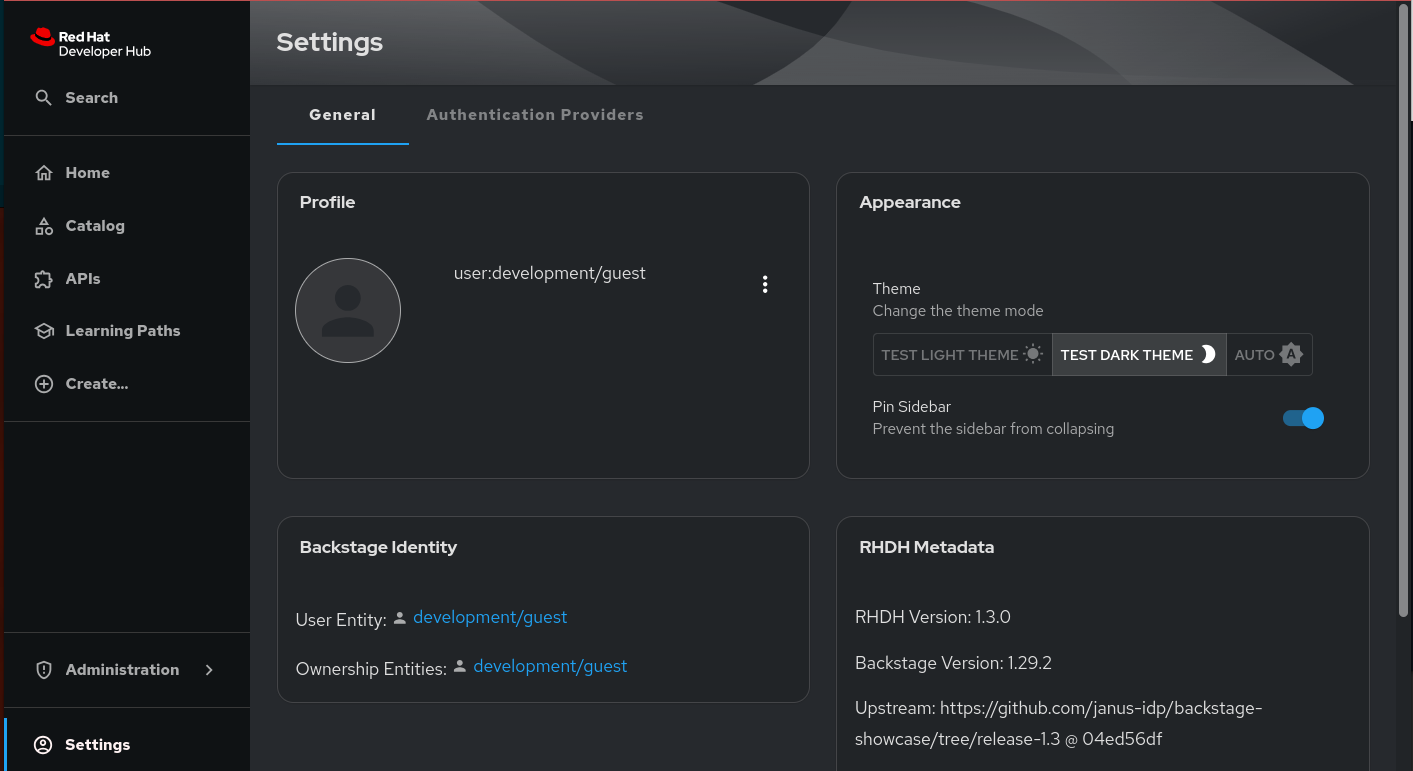 Red Hat
Developer Hub
Search
Home
Catalog
APIs
Learning Paths
Create...
Administration
Settings
Settings
General
Authentication Providers
Profile
user:development/guest
Appearance
Theme
Change the theme mode
TEST LIGHT THEME
TEST DARK THEME
AUTO A
Pin Sidebar
Prevent the sidebar from collapsing
Backstage Identity
User Entity: development/guest
Ownership Entities: development/guest
RHDH Metadata
RHDH Version: 1.3.0
Backstage Version: 1.29.2
Upstream: https://github.com/janus-idp/backstage-
showcase/tree/release-1.3 @ 04ed56df